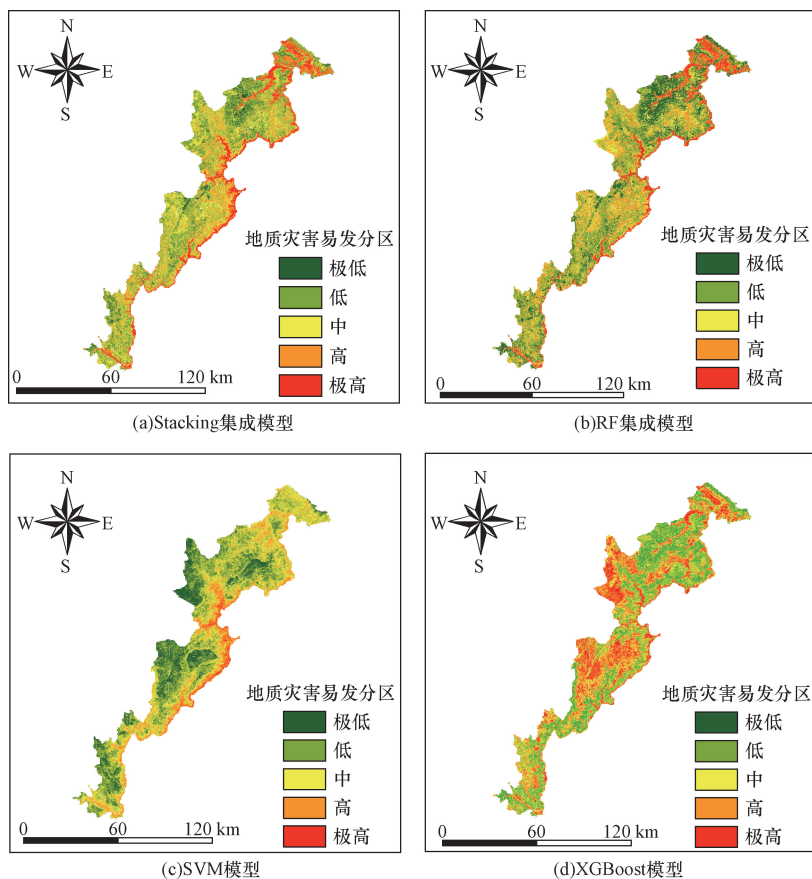 N
W E
S
地质灾害易发分区
极低
低
中
高
极高
0 60 120 km
(a)Stacking集成模型
N
W E
S
地质灾害易发分区
极低
低
中
高
极高
0 60 120 km
(b)RF集成模型
N
W E
S
地质灾害易发分区
极低
低
中
高
极高
0 60 120 km
(c)SVM模型
N
W E
S
地质灾害易发分区
极低
低
中
高
极高
0 60 120 km
(d)XGBoost模型